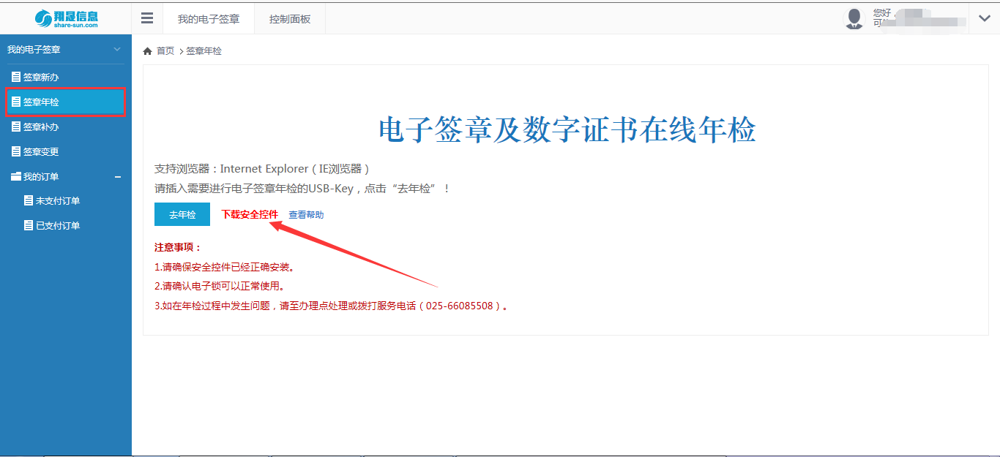 翔晟信息
share-sun.com
我的电子签章
控制面板
您好，
我的电子签章
签章新办
签章年检
签章补办
签章变更
我的订单
未支付订单
已支付订单
首页 > 签章年检
电子签章及数字证书在线年检
支持浏览器：Internet Explorer（IE浏览器）
请插入需要进行电子签章年检的USB-Key，点击“去年检”！
去年检 下载安全控件 查看帮助
注意事项：
1.请确保安全控件已经正确安装。
2.请确认电子锁可以正常使用。
3.如在年检过程中发生问题，请至办理点处理或拨打服务电话（025-66085508）。